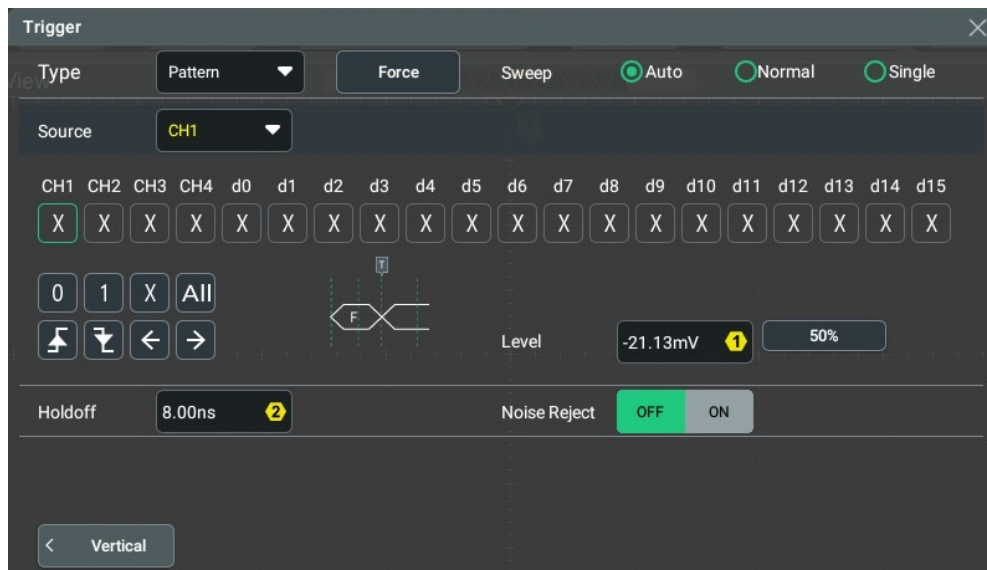 Trigger
Type Pattern Force Sweep Auto Normal Single
View
Source CH1
CH1 CH2 CH3 CH4 d0 d1 d2 d3 d4 d5 d6 d7 d8 d9 d10 d11 d12 d13 d14 d15
X X X X X X X X X X X X X X X X X X X X
T
0 1 X All
F
Level -21.13mV 1 50%
Holdoff 8.00ns 2 Noise Reject OFF ON
< Vertical